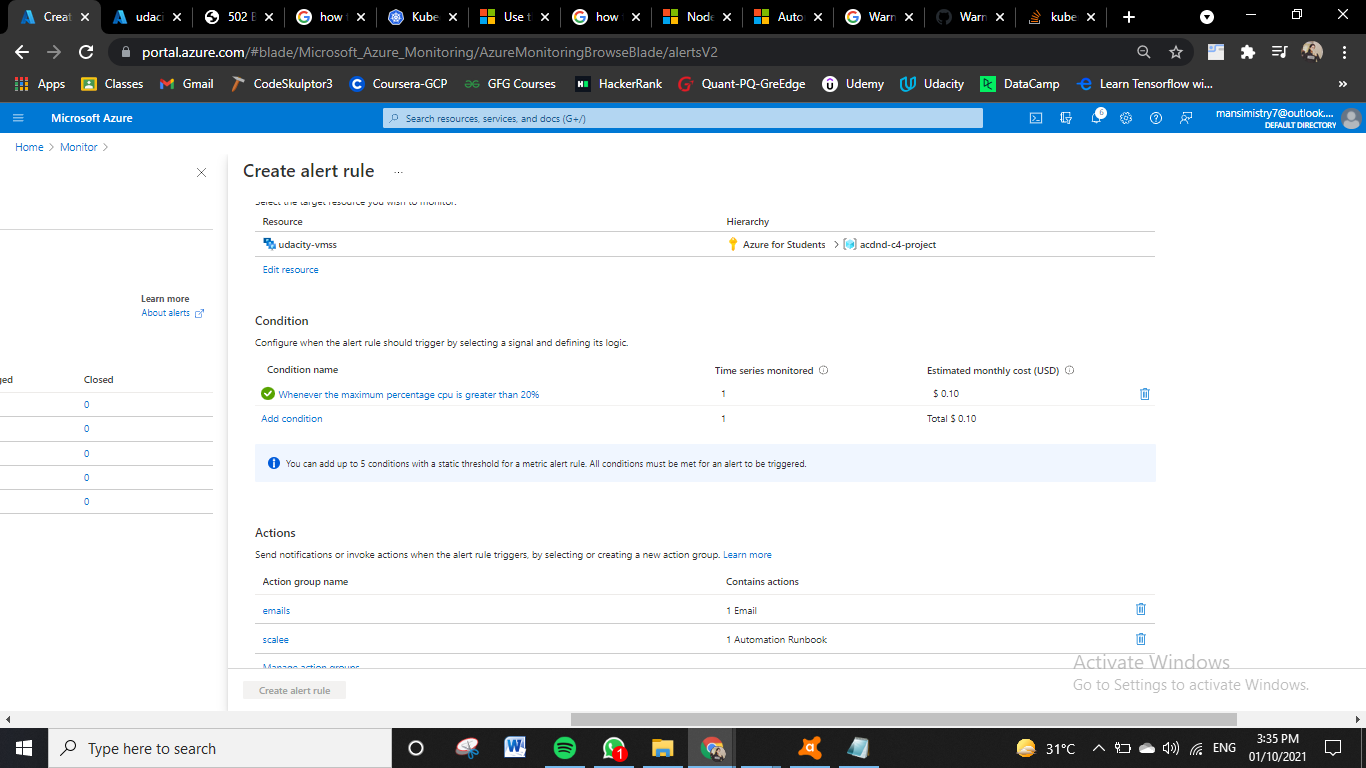 Creat
udaci
502 E
how
Kube
Use t
how
Node
Auto
Warn
Warn
kube
portal.azure.com/#blade/Microsoft_Azure_Monitoring/AzureMonitoringBrowseBlade/alertsV2
Apps Classes Gmail CodeSkulptor3 Coursera-GCP GFG Courses HackerRank Quant-PQ-GreEdge Udemy Udacity DataCamp Learn Tensorflow wi... »
Microsoft Azure
Search resources, services, and docs (G+/)
6
mansimistry7@outlook....
DEFAULT DIRECTORY
Home > Monitor >
Create alert rule ...
Select the target resource you wish to monitor.
Resource Hierarchy
udacity-vmss Azure for Students > acdnd-c4-project
Edit resource
Learn more
About alerts
Condition
Configure when the alert rule should trigger by selecting a signal and defining its logic.
ged Closed
0
0
0
0
0
Condition name Time series monitored Estimated monthly cost (USD)
Whenever the maximum percentage cpu is greater than 20% 1 $ 0.10
Add condition 1 Total $ 0.10
You can add up to 5 conditions with a static threshold for a metric alert rule. All conditions must be met for an alert to be triggered.
Actions
Send notifications or invoke actions when the alert rule triggers, by selecting or creating a new action group. Learn more
Action group name Contains actions
emails 1 Email
scalee 1 Automation Runbook
Manage action groups
Create alert rule
Activate Windows
Go to Settings to activate Windows.
Type here to search
1
31°C
ENG
3:35 PM
01/10/2021